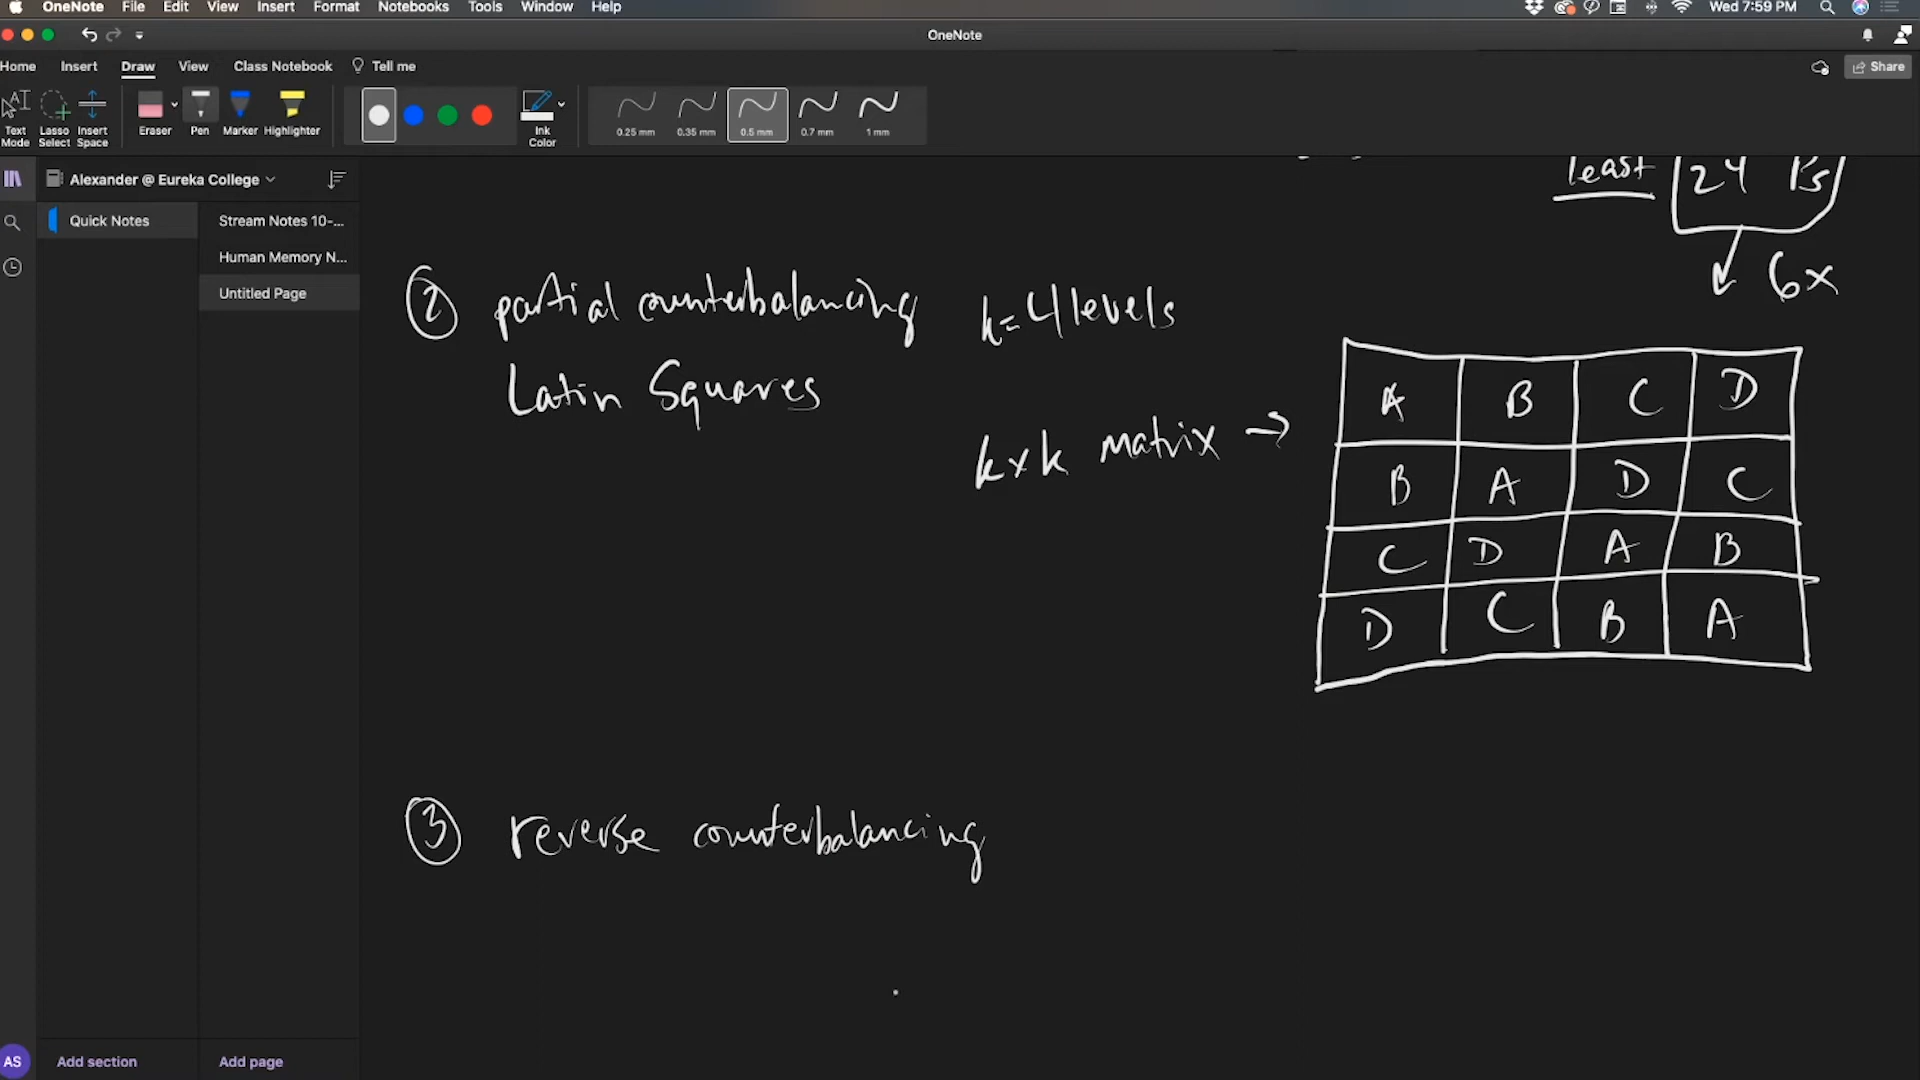 OneNote File Edit View Insert Format Notebooks Tools Window Help Wed 7:59 PM
OneNote
Home Insert Draw View Class Notebook Tell me Share
Text Mode Lasso Select Insert Space Eraser Pen Marker Highlighter Ink Color 0.25 mm 0.35 mm 0.5 mm 0.7 mm 1 mm
Alexander @ Eureka College
Quick Notes Stream Notes 10-...
Human Memory N...
Untitled Page
least 24 Ps
6x
② partial counterbalancing k=4 levels
Latin Squares
k x k matrix →
A B C D
B A D C
C D A B
D C B A
③ reverse counterbalancing
AS Add section Add page